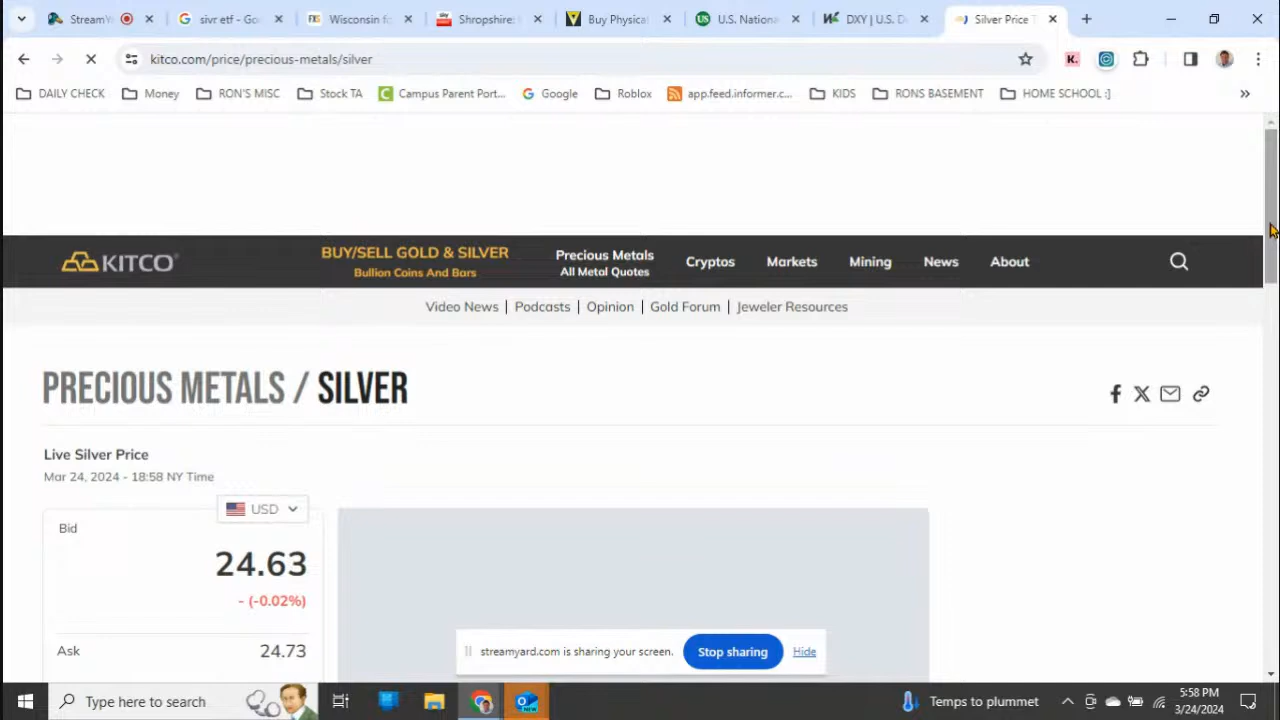 StreamY
sivr etf - Go
Wisconsin fo
Shropshire:
Buy Physica
U.S. Nationa
DXY | U.S. D
Silver Price T
kitco.com/price/precious-metals/silver
K.
DAILY CHECK
Money
RON'S MISC
Stock TA
Campus Parent Port...
Google
Roblox
app.feed.informer.c...
KIDS
RONS BASEMENT
HOME SCHOOL :]
KITCO
BUY/SELL GOLD & SILVER
Bullion Coins And Bars
Precious Metals
All Metal Quotes
Cryptos
Markets
Mining
News
About
Video News | Podcasts | Opinion | Gold Forum | Jeweler Resources
PRECIOUS METALS / SILVER
Live Silver Price
Mar 24, 2024 - 18:58 NY Time
USD
Bid
24.63
- (-0.02%)
Ask
24.73
streamyard.com is sharing your screen.
Stop sharing
Hide
Type here to search
Temps to plummet
5:58 PM
3/24/2024